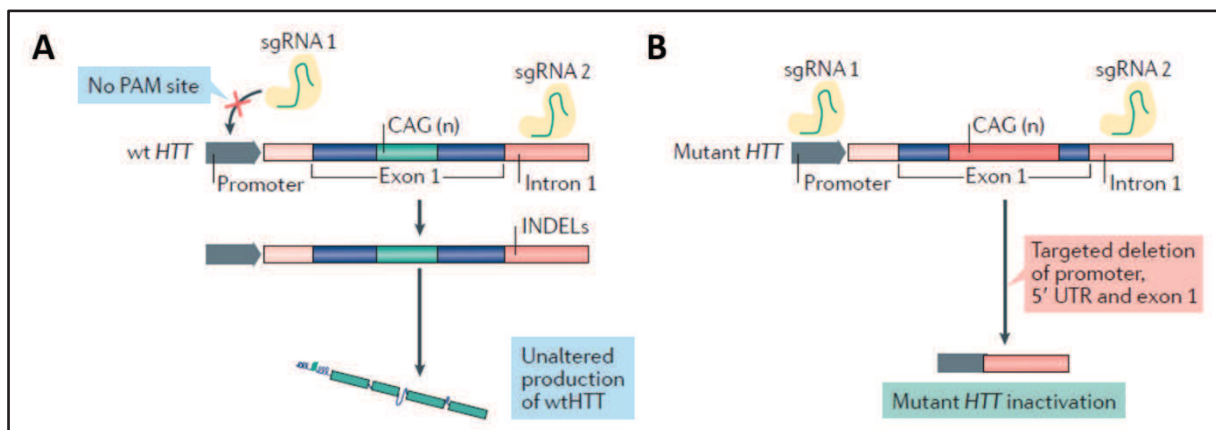 A
sgRNA 1
No PAM site
sgRNA 2
CAG (n)
wt HTT
Promoter
Exon 1
Intron 1
INDELs
Unaltered
production
of wtHTT
B
sgRNA 1
sgRNA 2
CAG (n)
Mutant HTT
Promoter
Exon 1
Intron 1
Targeted deletion
of promoter,
5′ UTR and exon 1
Mutant HTT inactivation